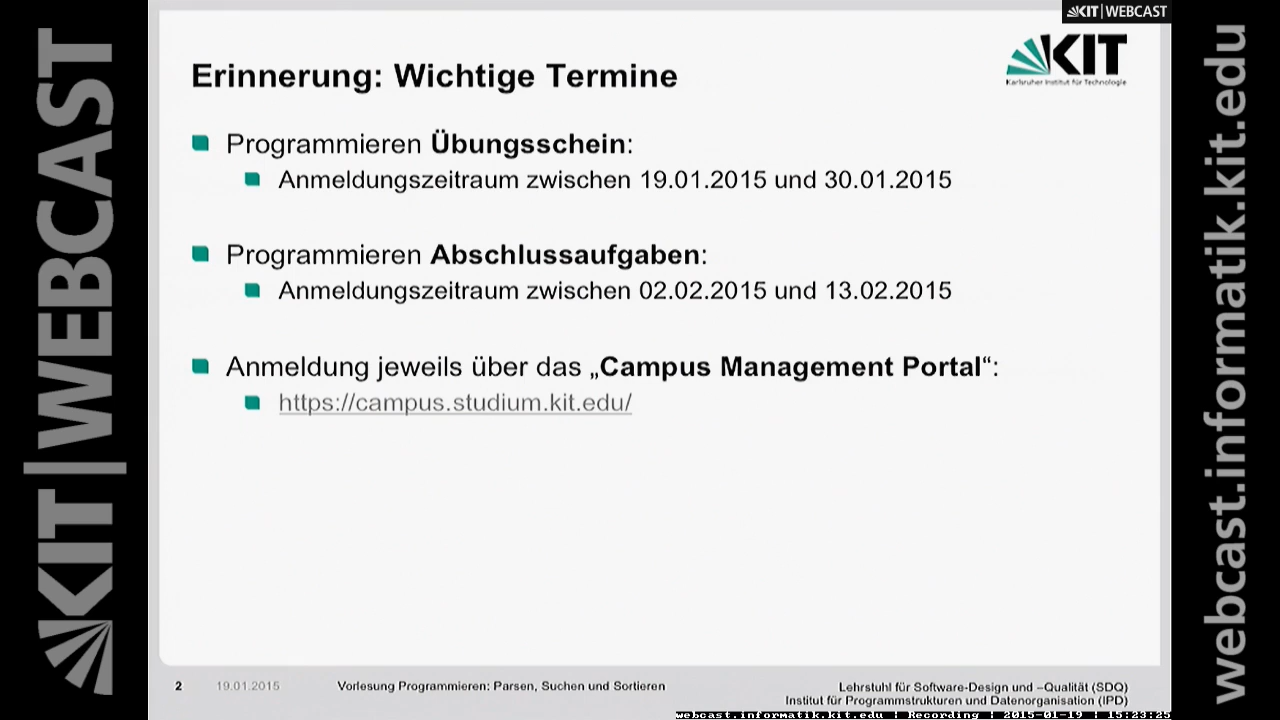 KIT|WEBCAST
KIT|WEBCAST
webcast.informatik.kit.edu
Erinnerung: Wichtige Termine
KIT
Karlsruher Institut für Technologie
Programmieren Übungsschein:
Anmeldungszeitraum zwischen 19.01.2015 und 30.01.2015
Programmieren Abschlussaufgaben:
Anmeldungszeitraum zwischen 02.02.2015 und 13.02.2015
Anmeldung jeweils über das „Campus Management Portal“:
https://campus.studium.kit.edu/
2 19.01.2015 Vorlesung Programmieren: Parsen, Suchen und Sortieren
Lehrstuhl für Software-Design und –Qualität (SDQ)
Institut für Programmstrukturen und Datenorganisation (IPD)
webcast.informatik.kit.edu | Recording | 2015-01-19 | 15:23:25